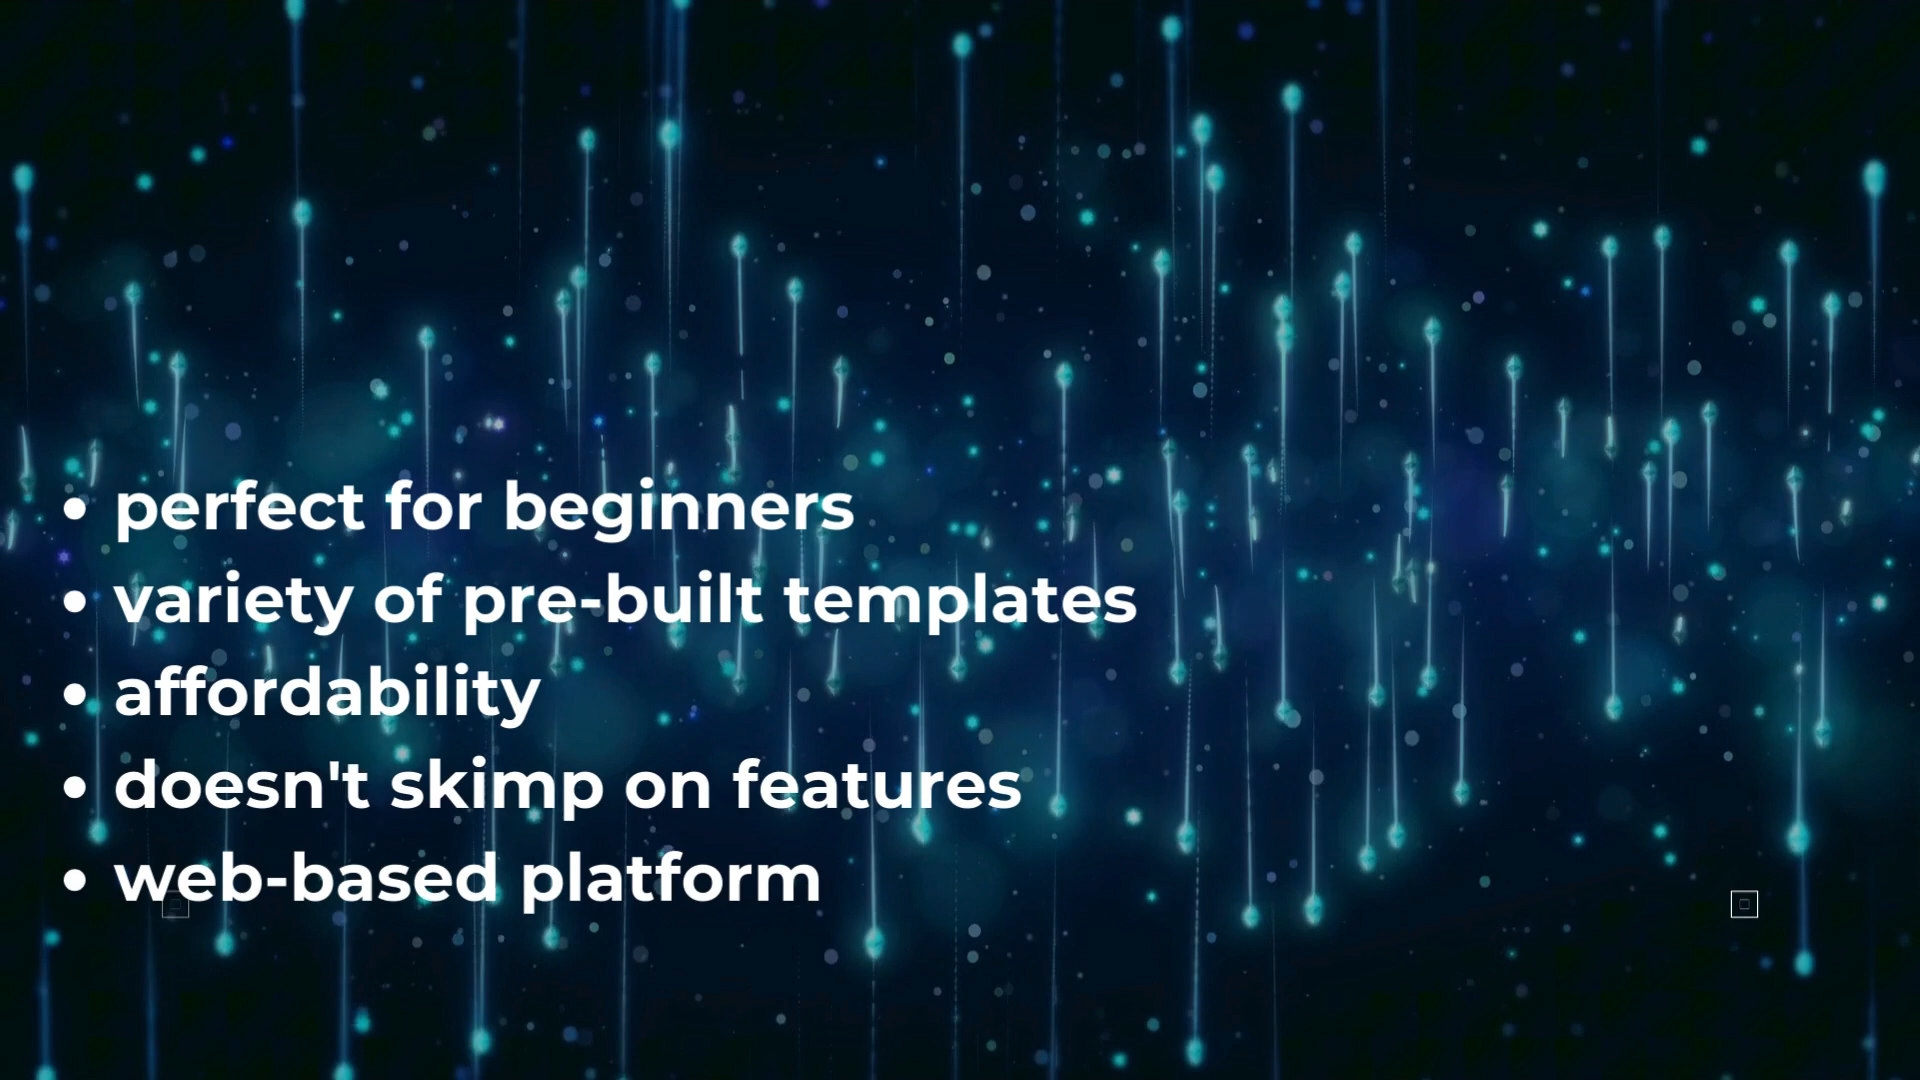 • perfect for beginners
• variety of pre-built templates
• affordability
• doesn't skimp on features
• web-based platform